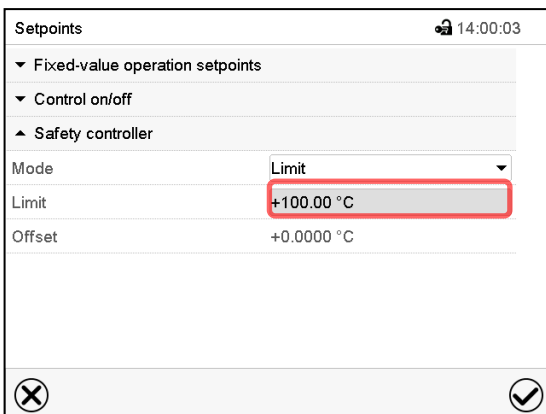 Setpoints 14:00:03
Fixed-value operation setpoints
Control on/off
Safety controller
Mode Limit
Limit +100.00 °C
Offset +0.0000 °C